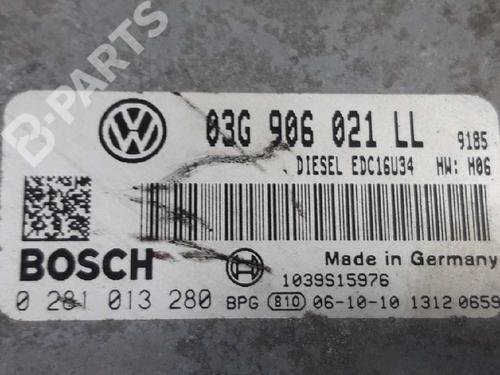 B-PARTS
03G 906 021 LL 9185
DIESEL EDC16U34 HW: H06
BOSCH
Made in Germany
1039S15976
0 281 013 280 BPG 810 06-10-10 1312 0659